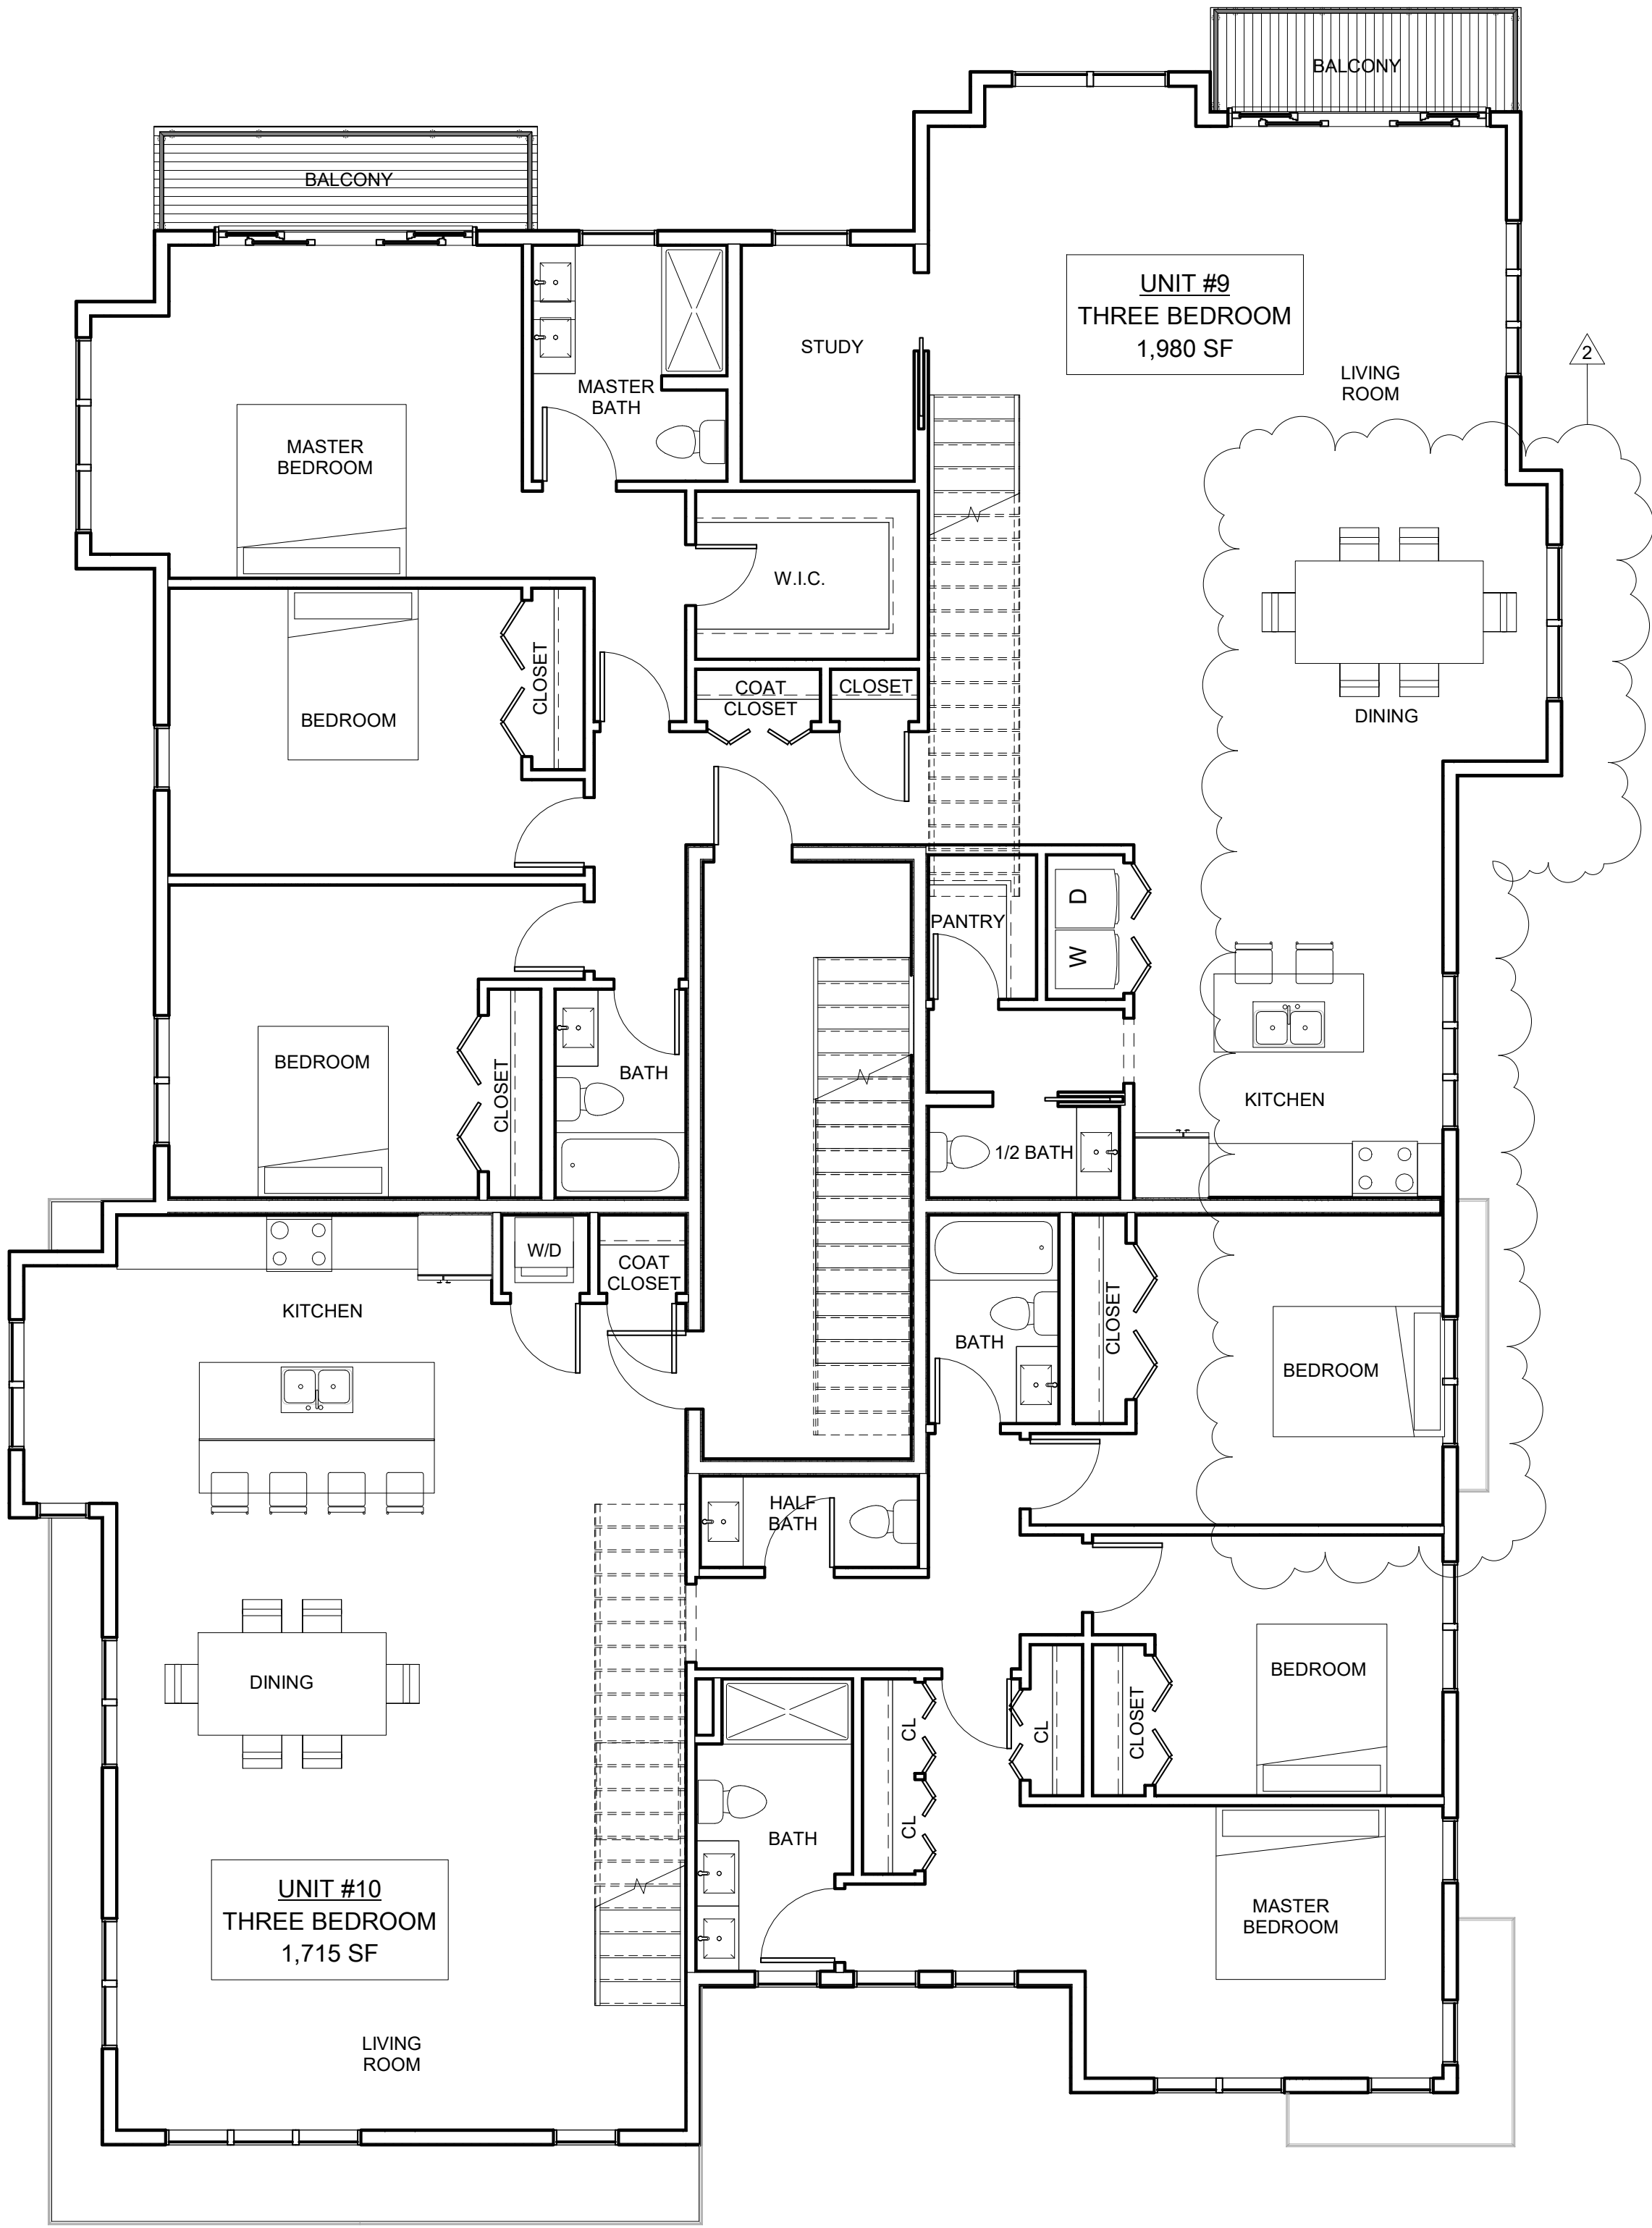 BALCONY
BALCONY
UNIT #9
THREE BEDROOM
1,980 SF
STUDY
2
LIVING
ROOM
MASTER
BATH
MASTER
BEDROOM
W.I.C.
CLOSET
COAT
CLOSET
CLOSET
BEDROOM
DINING
D
W
PANTRY
BEDROOM
CLOSET
BATH
KITCHEN
1/2 BATH
W/D
COAT
CLOSET
KITCHEN
BATH
CLOSET
BEDROOM
HALF
BATH
DINING
BEDROOM
CL
CL
CLOSET
CL
BATH
UNIT #10
THREE BEDROOM
1,715 SF
MASTER
BEDROOM
LIVING
ROOM